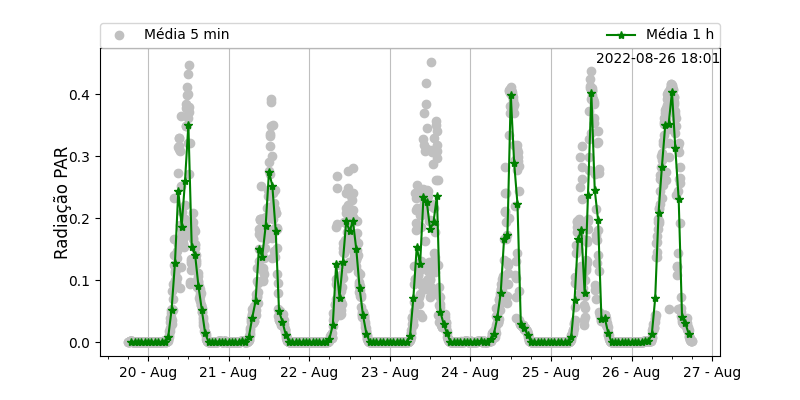 Média 5 min
Média 1 h
2022-08-26 18:01
Radiação PAR
0.4
0.3
0.2
0.1
0.0
20 - Aug
21 - Aug
22 - Aug
23 - Aug
24 - Aug
25 - Aug
26 - Aug
27 - Aug